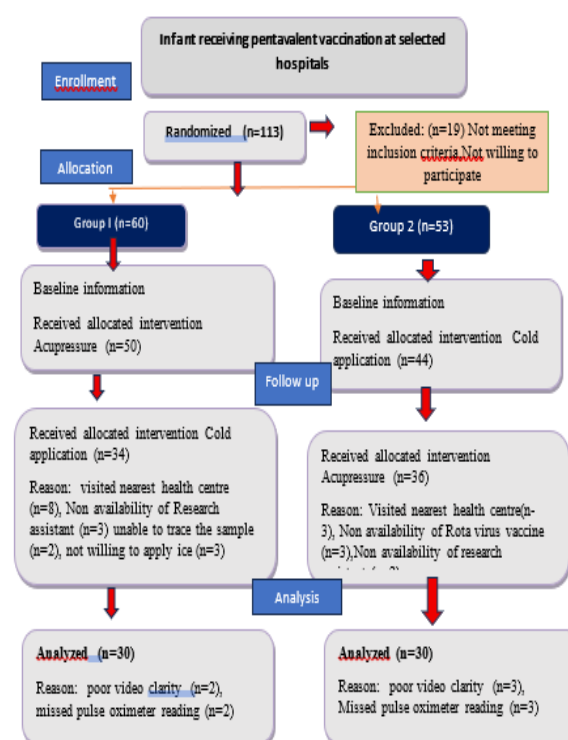 Infant receiving pentavalent vaccination at selected
hospitals
Enrollment
Randomized (n=113)
Excluded: (n=19) Not meeting
inclusion criteria.Not willing to
participate
Allocation
Group I (n=60)
Group 2 (n=53)
Baseline information
Received allocated intervention
Acupressure (n=50)
Baseline information
Received allocated intervention Cold
application (n=44)
Follow up
Received allocated intervention Cold
application (n=34)
Reason: visited nearest health centre
(n=8), Non availability of Research
assistant (n=3) unable to trace the sample
(n=2), not willing to apply ice (n=3)
Received allocated intervention
Acupressure (n=36)
Reason: Visited nearest health centre(n-
3), Non availability of Rota virus vaccine
(n=3),Non availability of research
Analysis
Analyzed (n=30)
Reason: poor video clarity (n=2),
missed pulse oximeter reading (n=2)
Analyzed (n=30)
Reason: poor video clarity (n=3),
Missed pulse oximeter reading (n=3)